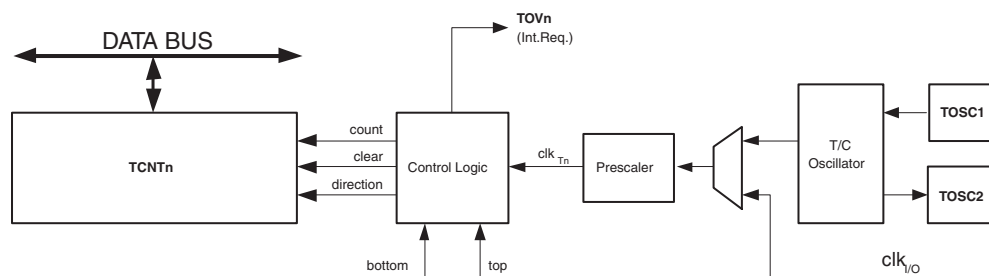 DATA BUS
TOVn
(Int.Req.)
TCNTn
count
clear
direction
Control Logic
clk Tn
Prescaler
T/C
Oscillator
TOSC1
TOSC2
bottom
top
clk I/O